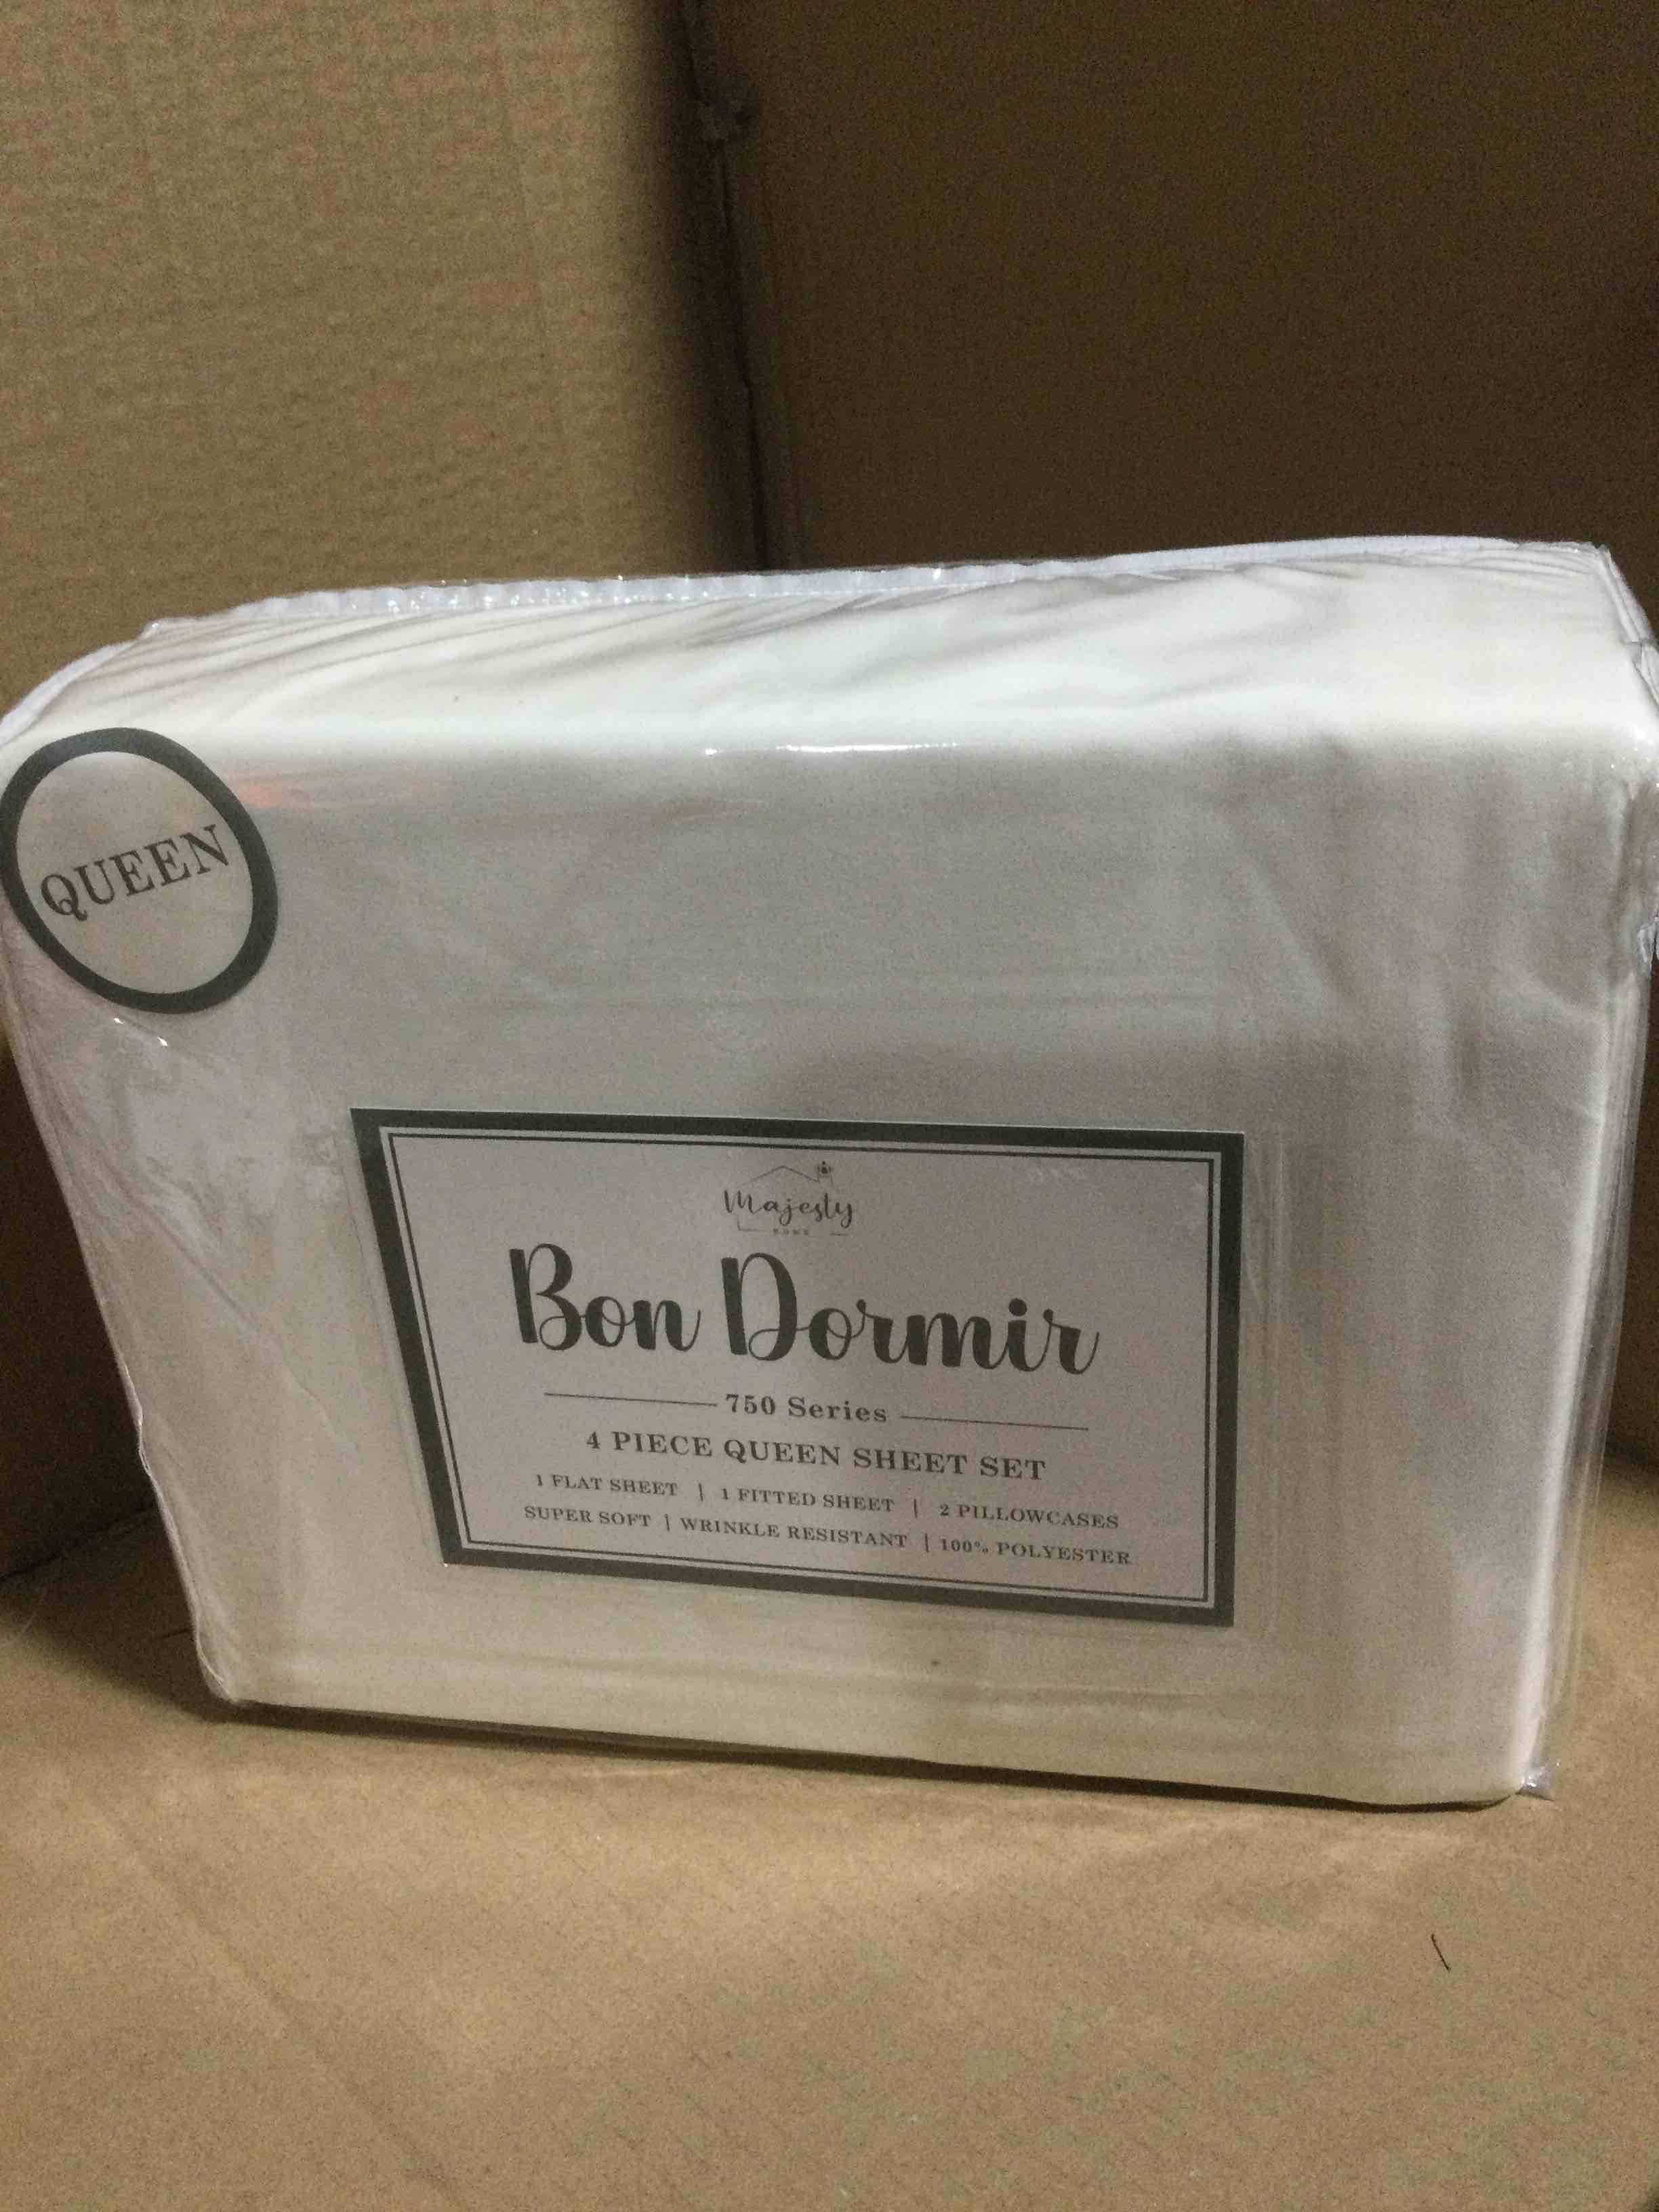 QUEEN
Majesty
HOME
Bon Dormir
750 Series
4 PIECE QUEEN SHEET SET
1 FLAT SHEET | 1 FITTED SHEET | 2 PILLOWCASES
SUPER SOFT | WRINKLE RESISTANT | 100% POLYESTER